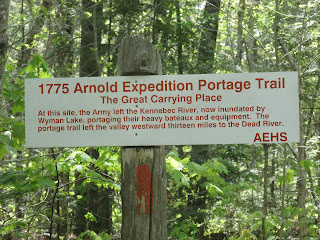 1775 Arnold Expedition Portage Trail
The Great Carrying Place
At this site, the Army left the Kennebec River, now inundated by
Wyman Lake, portaging their heavy bateaux and equipment. The
portage trail left the valley westward thirteen miles to the Dead River.
AEHS